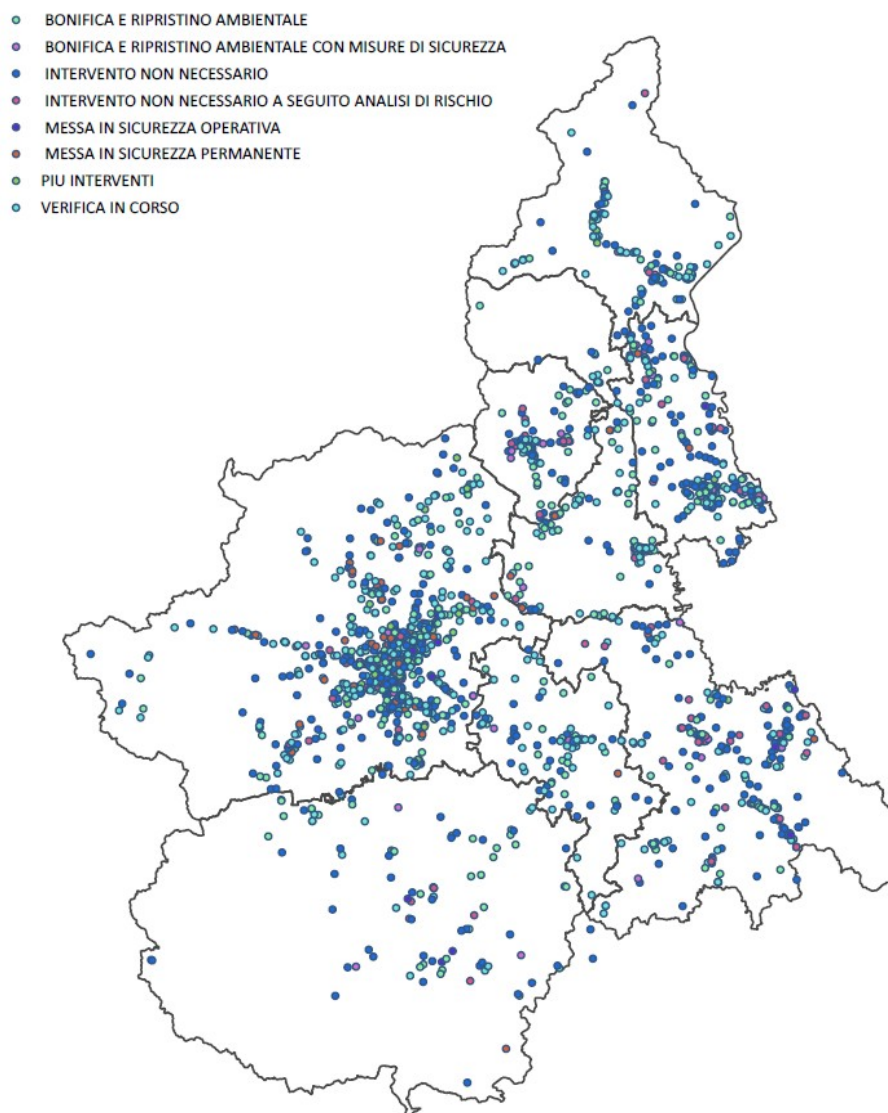 BONIFICA E RIPRISTINO AMBIENTALE
BONIFICA E RIPRISTINO AMBIENTALE CON MISURE DI SICUREZZA
INTERVENTO NON NECESSARIO
INTERVENTO NON NECESSARIO A SEGUITO ANALISI DI RISCHIO
MESSA IN SICUREZZA OPERATIVA
MESSA IN SICUREZZA PERMANENTE
PIU INTERVENTI
VERIFICA IN CORSO